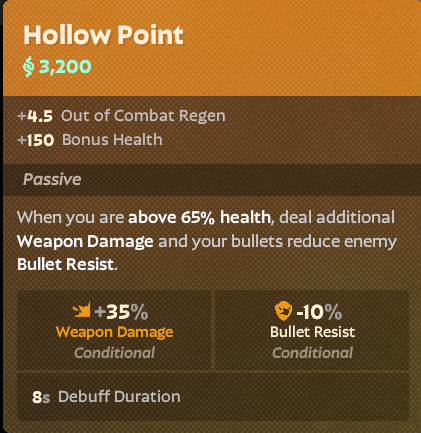 Hollow Point
3,200
+4.5 Out of Combat Regen
+150 Bonus Health
Passive
When you are above 65% health, deal additional
Weapon Damage and your bullets reduce enemy
Bullet Resist.
+35%
Weapon Damage
Conditional
-10%
Bullet Resist
Conditional
8s Debuff Duration